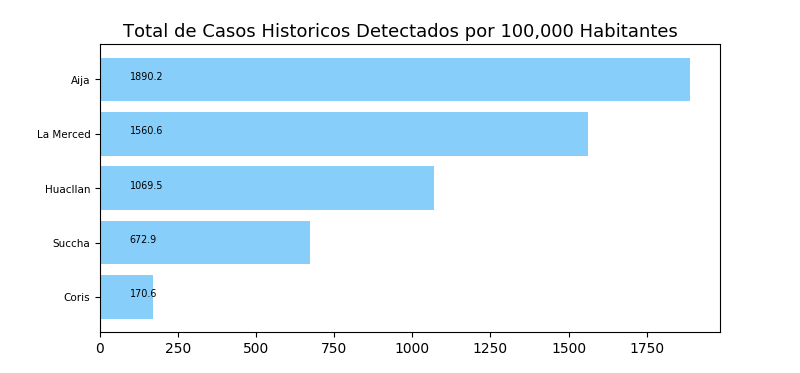 Total de Casos Historicos Detectados por 100,000 Habitantes
Aija 1890.2
La Merced 1560.6
Huacllan 1069.5
Succha 672.9
Coris 170.6
0 250 500 750 1000 1250 1500 1750